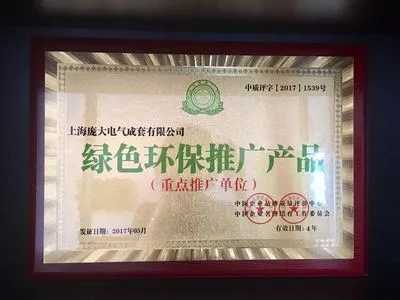 中质评字【2017】1539号
上海庞大电气成套有限公司
绿色环保推广产品
（重点推广单位）
中国企业品牌质量评价中心
中国企业名牌培育工作委员会
发证日期：2017年05月
有效日期：4年